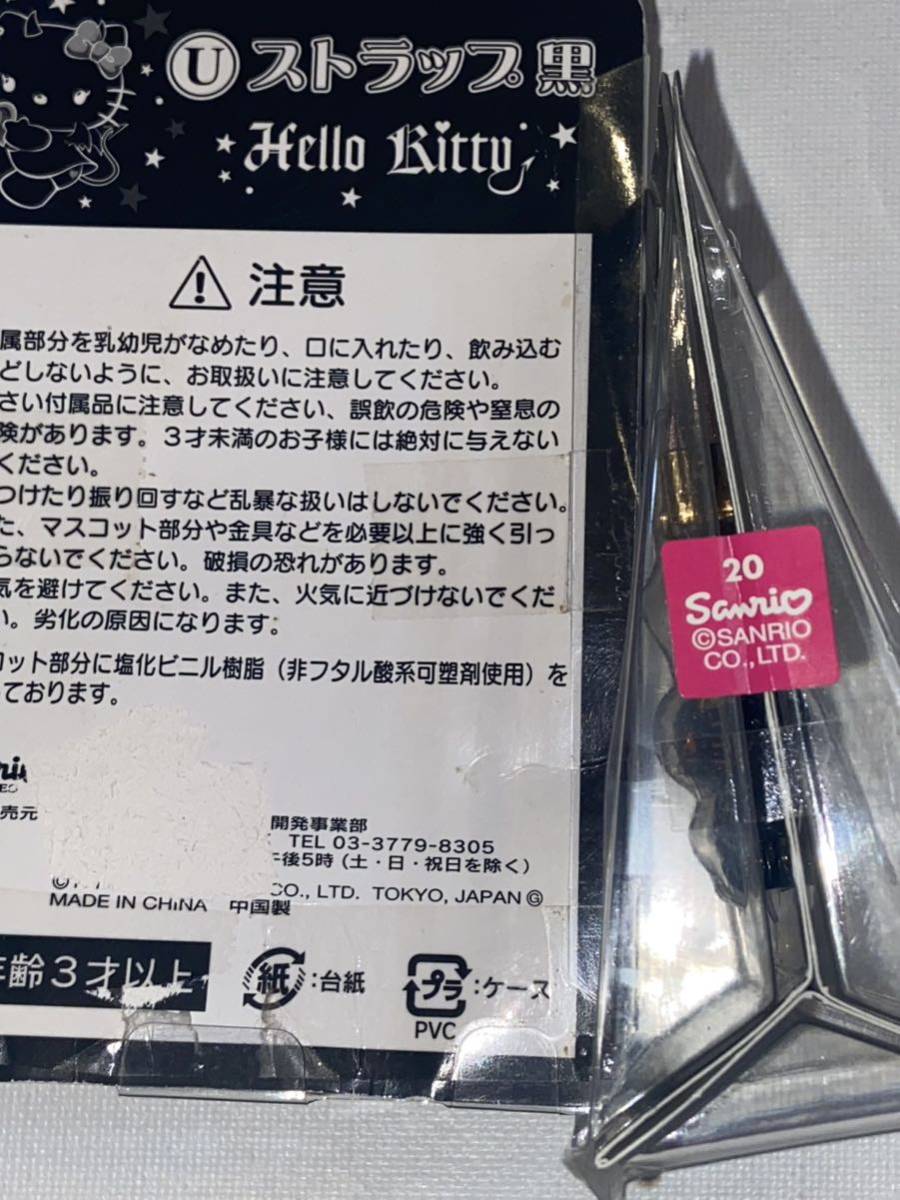 Ⓤストラップ 黒
Hello Kitty
注意
属部分を乳幼児がなめたり、口に入れたり、飲み込む
どしないように、お取扱いに注意してください。
さい付属品に注意してください、誤飲の危険や窒息の
険があります。3才未満のお子様には絶対に与えない
ください。
つけたり振り回すなど乱暴な扱いはしないでください。
た、マスコット部分や金具などを必要以上に強く引っ
らないでください。破損の恐れがあります。
気を避けてください。また、火気に近づけないでくだ
い。劣化の原因になります。
コット部分に塩化ビニル樹脂（非フタル酸系可塑剤使用）を
ております。
売元
開発事業部
TEL 03-3779-8305
午後5時（土・日・祝日を除く）
CO., LTD. TOKYO, JAPAN Ⓖ
MADE IN CHINA 中国製
年齢3才以上
紙:台紙
プラ:ケース
PVC
20
Sanrio
©SANRIO
CO.,LTD.